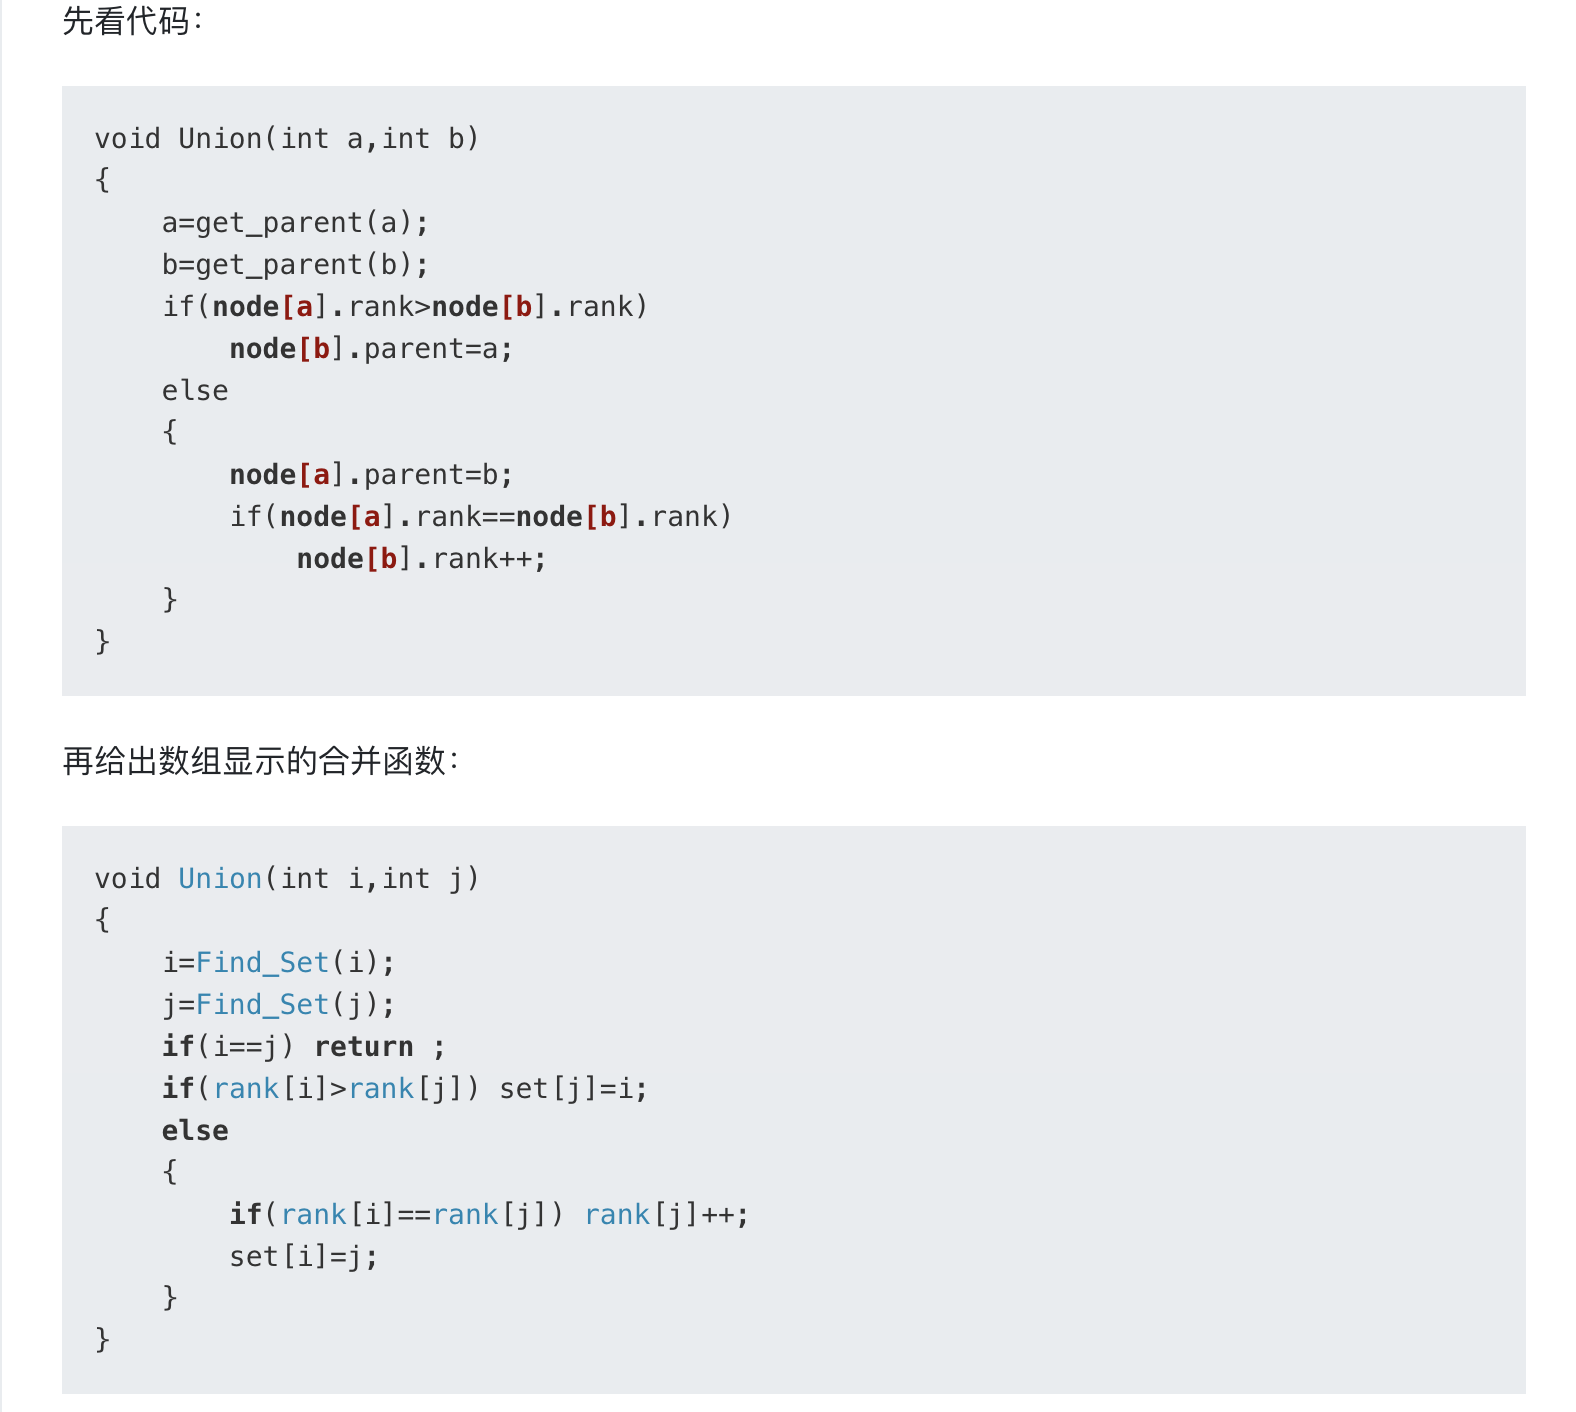 先看代码：
void Union(int a,int b)
{
    a=get_parent(a);
    b=get_parent(b);
    if(node[a].rank>node[b].rank)
        node[b].parent=a;
    else
    {
        node[a].parent=b;
        if(node[a].rank==node[b].rank)
            node[b].rank++;
    }
}
再给出数组显示的合并函数：
void Union(int i,int j)
{
    i=Find_Set(i);
    j=Find_Set(j);
    if(i==j) return ;
    if(rank[i]>rank[j]) set[j]=i;
    else
    {
        if(rank[i]==rank[j]) rank[j]++;
        set[i]=j;
    }
}